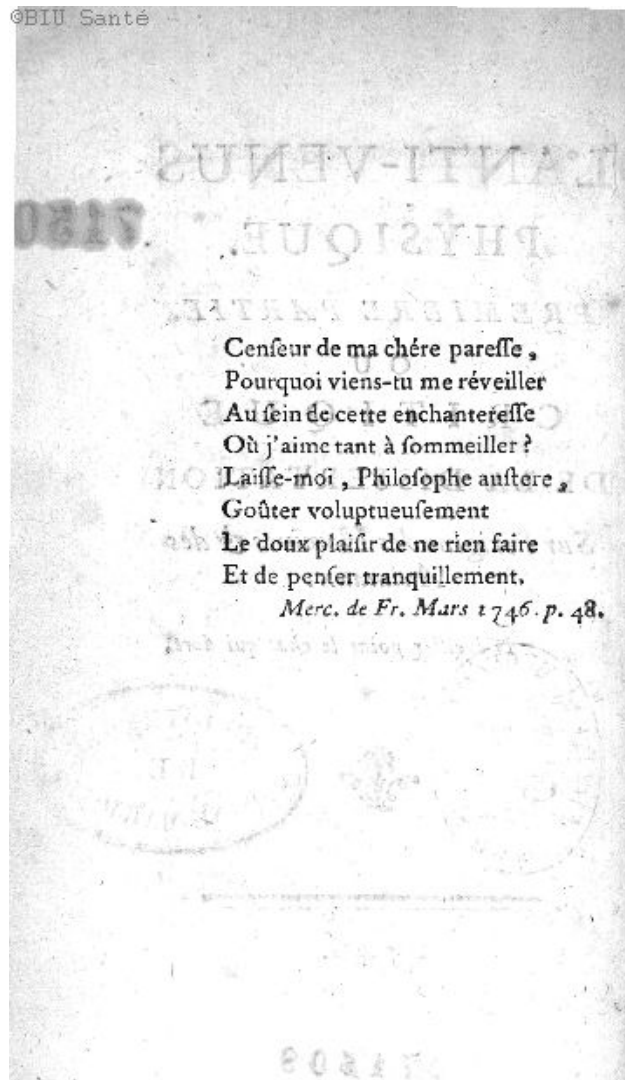 ©BIU Santé
Cenſeur de ma chére pareſſe,
Pourquoi viens-tu me réveiller
Au ſein de cette enchantereſſe
Où j'aime tant à ſommeiller ?
Laiſſe-moi, Philoſophe auſtere,
Goûter voluptueuſement
Le doux plaiſir de ne rien faire
Et de penſer tranquillement.
Merc. de Fr. Mars 1746. p. 48.